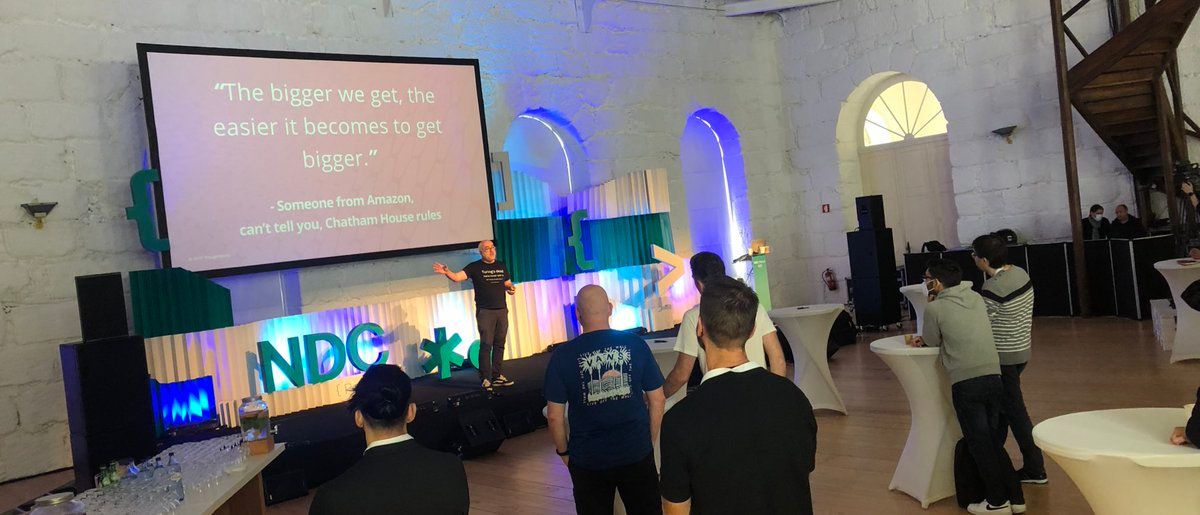 “The bigger we get, the
easier it becomes to get
bigger.”
- Someone from Amazon,
can’t tell you, Chatham House rules
NDC
VANS